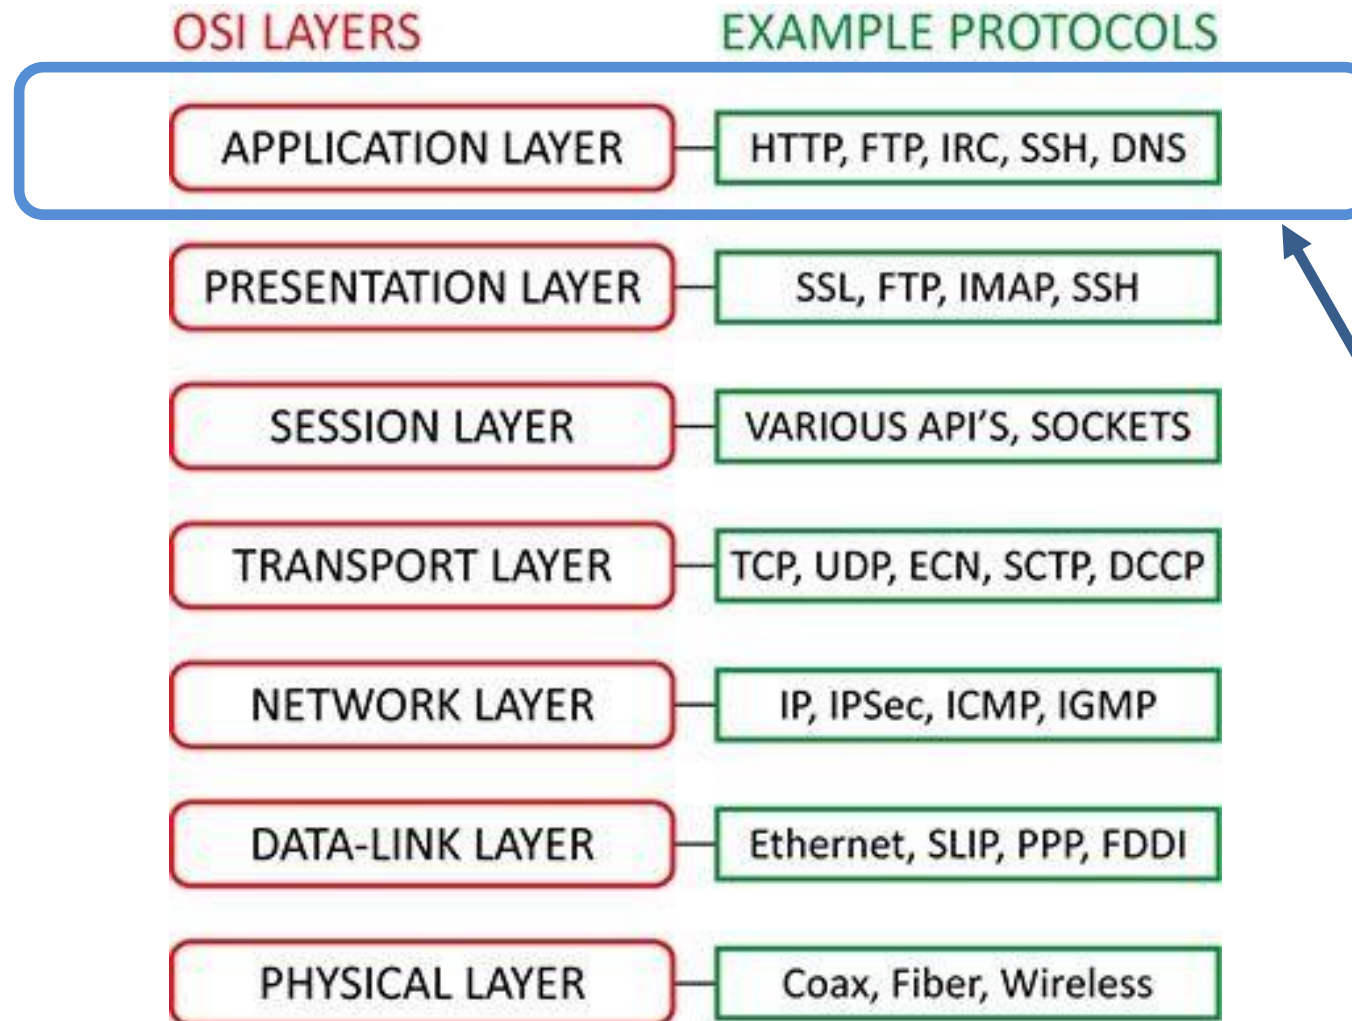 OSI LAYERS EXAMPLE PROTOCOLS
APPLICATION LAYER HTTP, FTP, IRC, SSH, DNS
PRESENTATION LAYER SSL, FTP, IMAP, SSH
SESSION LAYER VARIOUS API'S, SOCKETS
TRANSPORT LAYER TCP, UDP, ECN, SCTP, DCCP
NETWORK LAYER IP, IPSec, ICMP, IGMP
DATA-LINK LAYER Ethernet, SLIP, PPP, FDDI
PHYSICAL LAYER Coax, Fiber, Wireless